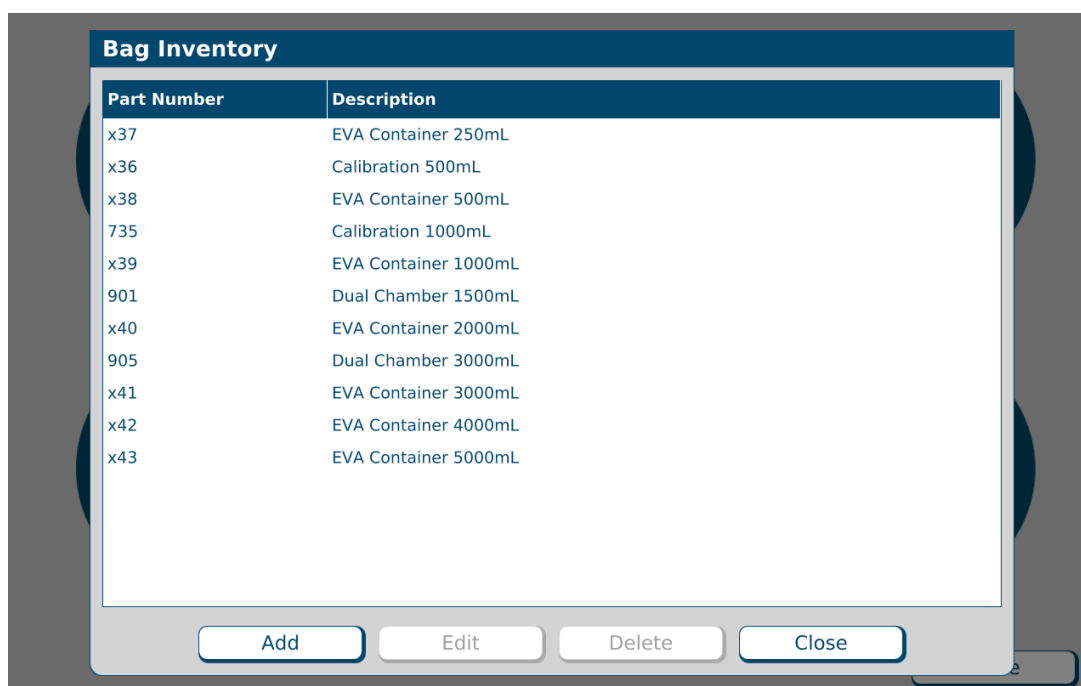 Bag Inventory
Part Number Description
x37 EVA Container 250mL
x36 Calibration 500mL
x38 EVA Container 500mL
735 Calibration 1000mL
x39 EVA Container 1000mL
901 Dual Chamber 1500mL
x40 EVA Container 2000mL
905 Dual Chamber 3000mL
x41 EVA Container 3000mL
x42 EVA Container 4000mL
x43 EVA Container 5000mL
Add Edit Delete Close